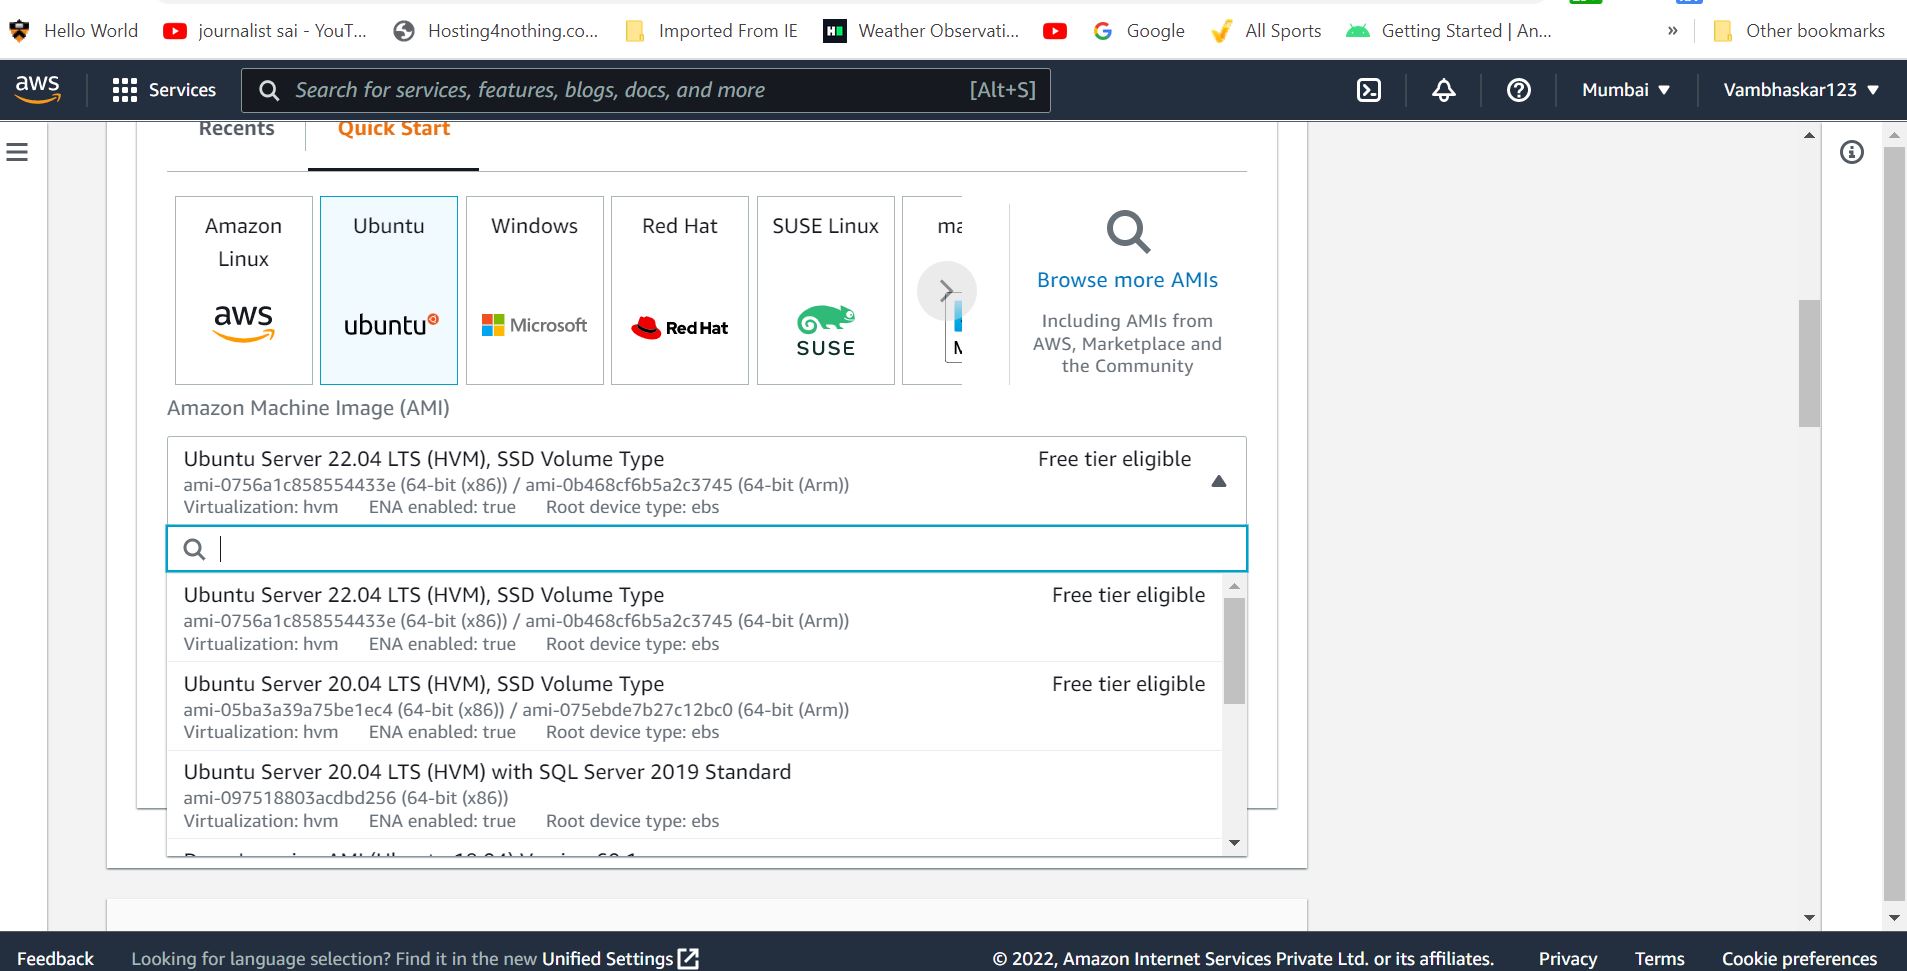 Hello World journalist sai - YouT... Hosting4nothing.co... Imported From IE Weather Observati... Google All Sports Getting Started | An... » Other bookmarks
aws Services Search for services, features, blogs, docs, and more [Alt+S] Mumbai Vambhaskar123
Recents Quick Start
Amazon Linux
aws
Ubuntu
ubuntu
Windows
Microsoft
Red Hat
Red Hat
SUSE Linux
SUSE
ma
M
Browse more AMIs
Including AMIs from
AWS, Marketplace and
the Community
Amazon Machine Image (AMI)
Ubuntu Server 22.04 LTS (HVM), SSD Volume Type Free tier eligible
ami-0756a1c858554433e (64-bit (x86)) / ami-0b468cf6b5a2c3745 (64-bit (Arm))
Virtualization: hvm ENA enabled: true Root device type: ebs
Ubuntu Server 22.04 LTS (HVM), SSD Volume Type Free tier eligible
ami-0756a1c858554433e (64-bit (x86)) / ami-0b468cf6b5a2c3745 (64-bit (Arm))
Virtualization: hvm ENA enabled: true Root device type: ebs
Ubuntu Server 20.04 LTS (HVM), SSD Volume Type Free tier eligible
ami-05ba3a39a75be1ec4 (64-bit (x86)) / ami-075ebde7b27c12bc0 (64-bit (Arm))
Virtualization: hvm ENA enabled: true Root device type: ebs
Ubuntu Server 20.04 LTS (HVM) with SQL Server 2019 Standard
ami-097518803acdbd256 (64-bit (x86))
Virtualization: hvm ENA enabled: true Root device type: ebs
Feedback Looking for language selection? Find it in the new Unified Settings © 2022, Amazon Internet Services Private Ltd. or its affiliates. Privacy Terms Cookie preferences